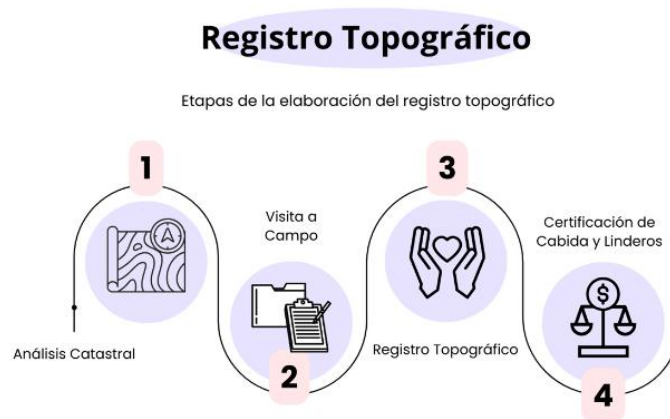 Registro Topográfico
Etapas de la elaboración del registro topográfico
1
Análisis Catastral
Visita a
Campo
2
3
Registro Topográfico
Certificación de
Cabida y Linderos
$
4